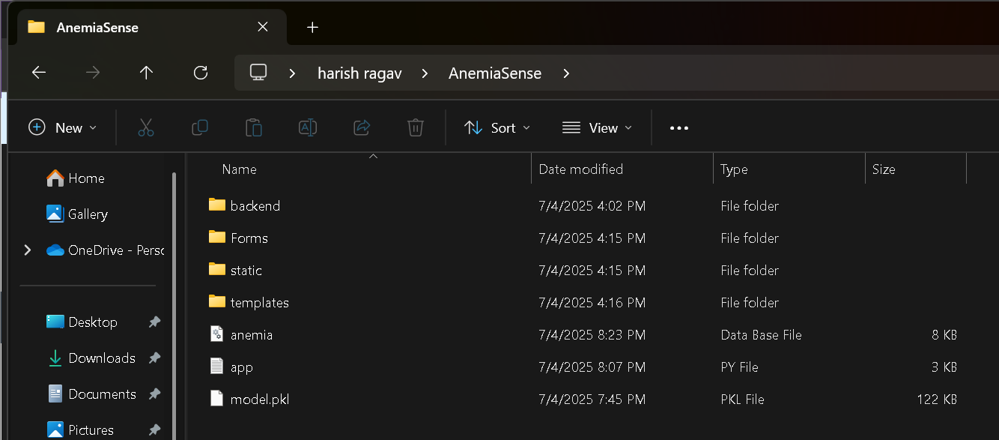 AnemiaSense
harish ragav AnemiaSense
New Sort View
Name Date modified Type Size
Home
Gallery
OneDrive - Perso
Desktop
Downloads
Documents
Pictures
backend 7/4/2025 4:02 PM File folder
Forms 7/4/2025 4:15 PM File folder
static 7/4/2025 4:15 PM File folder
templates 7/4/2025 4:16 PM File folder
anemia 7/4/2025 8:23 PM Data Base File 8 KB
app 7/4/2025 8:07 PM PY File 3 KB
model.pkl 7/4/2025 7:45 PM PKL File 122 KB